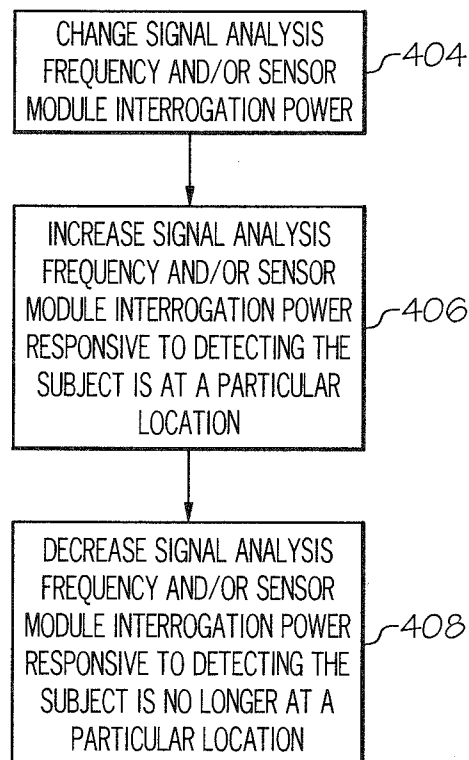 CHANGE SIGNAL ANALYSIS
FREQUENCY AND/OR SENSOR
MODULE INTERROGATION POWER
404
INCREASE SIGNAL ANALYSIS
FREQUENCY AND/OR SENSOR
MODULE INTERROGATION POWER
RESPONSIVE TO DETECTING THE
SUBJECT IS AT A PARTICULAR
LOCATION
406
DECREASE SIGNAL ANALYSIS
FREQUENCY AND/OR SENSOR
MODULE INTERROGATION POWER
RESPONSIVE TO DETECTING THE
SUBJECT IS NO LONGER AT A
PARTICULAR LOCATION
408